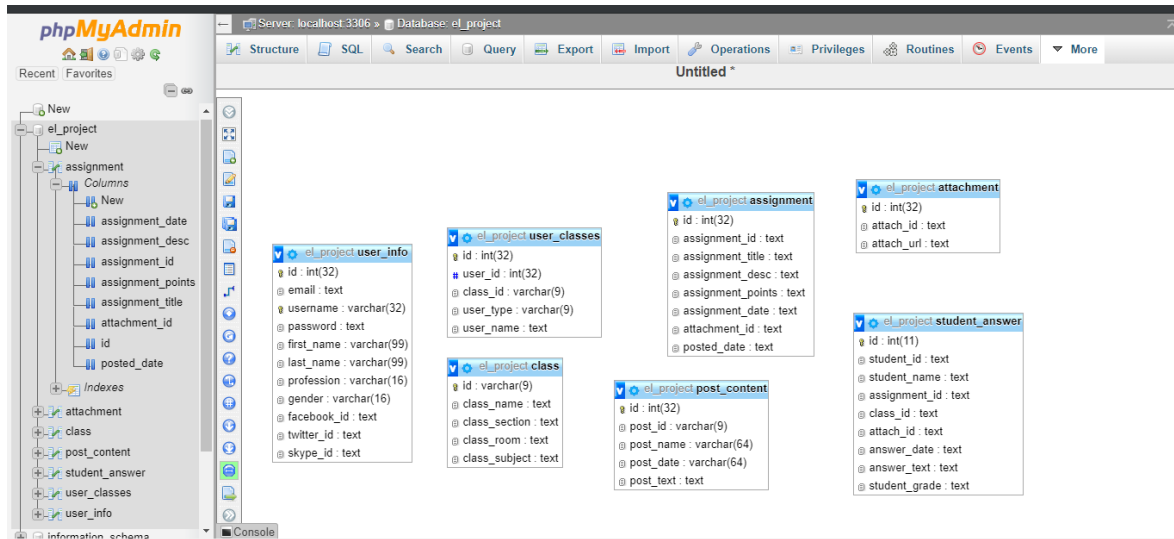 phpMyAdmin
Recent Favorites
New
el_project
New
assignment
Columns
New
assignment_date
assignment_desc
assignment_id
assignment_points
assignment_title
attachment_id
id
posted_date
Indexes
attachment
class
post_content
student_answer
user_classes
user_info
information_schema
Server: localhost:3306 » Database: el_project
Structure SQL Search Query Export Import Operations Privileges Routines Events More
Untitled *
el_project user_info
id : int(32)
email : text
username : varchar(32)
password : text
first_name : varchar(99)
last_name : varchar(99)
profession : varchar(16)
gender : varchar(16)
facebook_id : text
twitter_id : text
skype_id : text
el_project user_classes
id : int(32)
user_id : int(32)
class_id : varchar(9)
user_type : varchar(9)
user_name : text
el_project class
id : varchar(9)
class_name : text
class_section : text
class_room : text
class_subject : text
el_project assignment
id : int(32)
assignment_id : text
assignment_title : text
assignment_desc : text
assignment_points : text
assignment_date : text
attachment_id : text
posted_date : text
el_project post_content
id : int(32)
post_id : varchar(9)
post_name : varchar(64)
post_date : varchar(64)
post_text : text
el_project attachment
id : int(32)
attach_id : text
attach_url : text
el_project student_answer
id : int(11)
student_id : text
student_name : text
assignment_id : text
class_id : text
attach_id : text
answer_date : text
answer_text : text
student_grade : text
Console